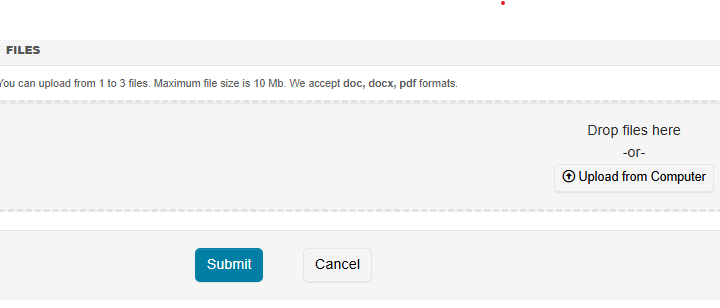 FILES
You can upload from 1 to 3 files. Maximum file size is 10 Mb. We accept doc, docx, pdf formats.
Drop files here
-or-
Upload from Computer
Submit
Cancel